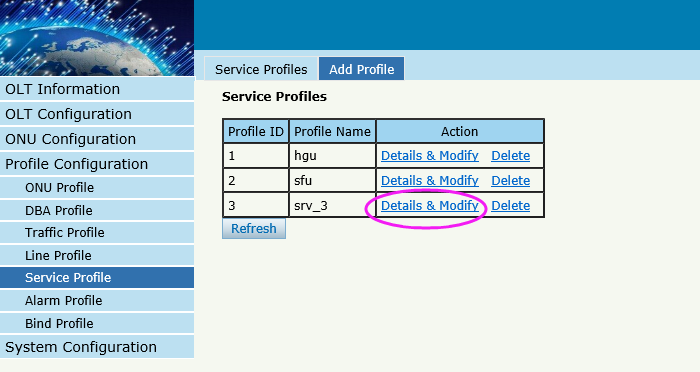 Service Profiles Add Profile
OLT Information
OLT Configuration
ONU Configuration
Profile Configuration
ONU Profile
DBA Profile
Traffic Profile
Line Profile
Service Profile
Alarm Profile
Bind Profile
System Configuration
Service Profiles
Profile ID Profile Name Action
1 hgu Details & Modify Delete
2 sfu Details & Modify Delete
3 srv_3 Details & Modify Delete
Refresh